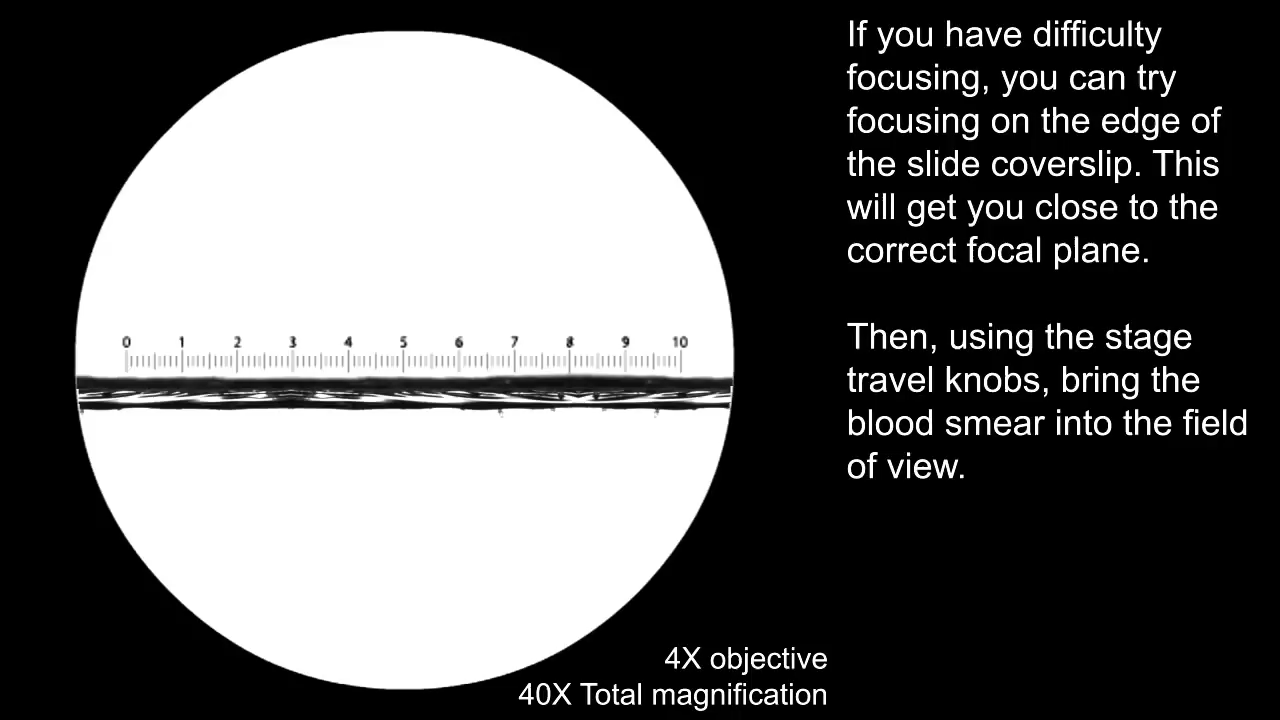 If you have difficulty
focusing, you can try
focusing on the edge of
the slide coverslip. This
will get you close to the
correct focal plane.
Then, using the stage
travel knobs, bring the
blood smear into the field
of view.
0 1 2 3 4 5 6 7 8 9 10
4X objective
40X Total magnification